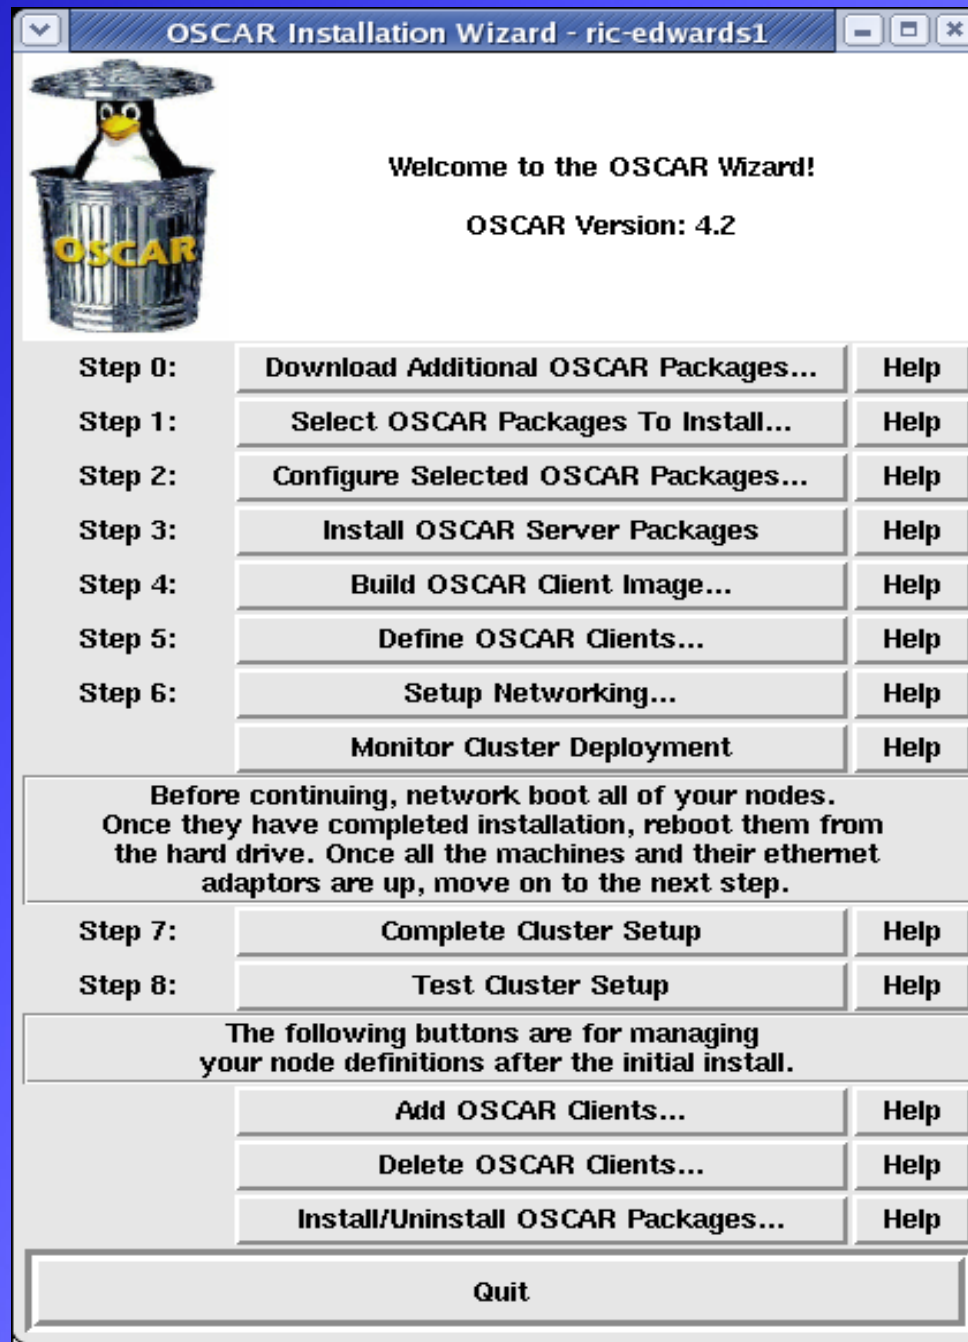 OSCAR Installation Wizard - ric-edwards1
OSCAR
Welcome to the OSCAR Wizard!
OSCAR Version: 4.2
Step 0: Download Additional OSCAR Packages... Help
Step 1: Select OSCAR Packages To Install... Help
Step 2: Configure Selected OSCAR Packages... Help
Step 3: Install OSCAR Server Packages Help
Step 4: Build OSCAR Client Image... Help
Step 5: Define OSCAR Clients... Help
Step 6: Setup Networking... Help
Monitor Cluster Deployment Help
Before continuing, network boot all of your nodes.
Once they have completed installation, reboot them from
the hard drive. Once all the machines and their ethernet
adaptors are up, move on to the next step.
Step 7: Complete Cluster Setup Help
Step 8: Test Cluster Setup Help
The following buttons are for managing
your node definitions after the initial install.
Add OSCAR Clients... Help
Delete OSCAR Clients... Help
Install/Uninstall OSCAR Packages... Help
Quit